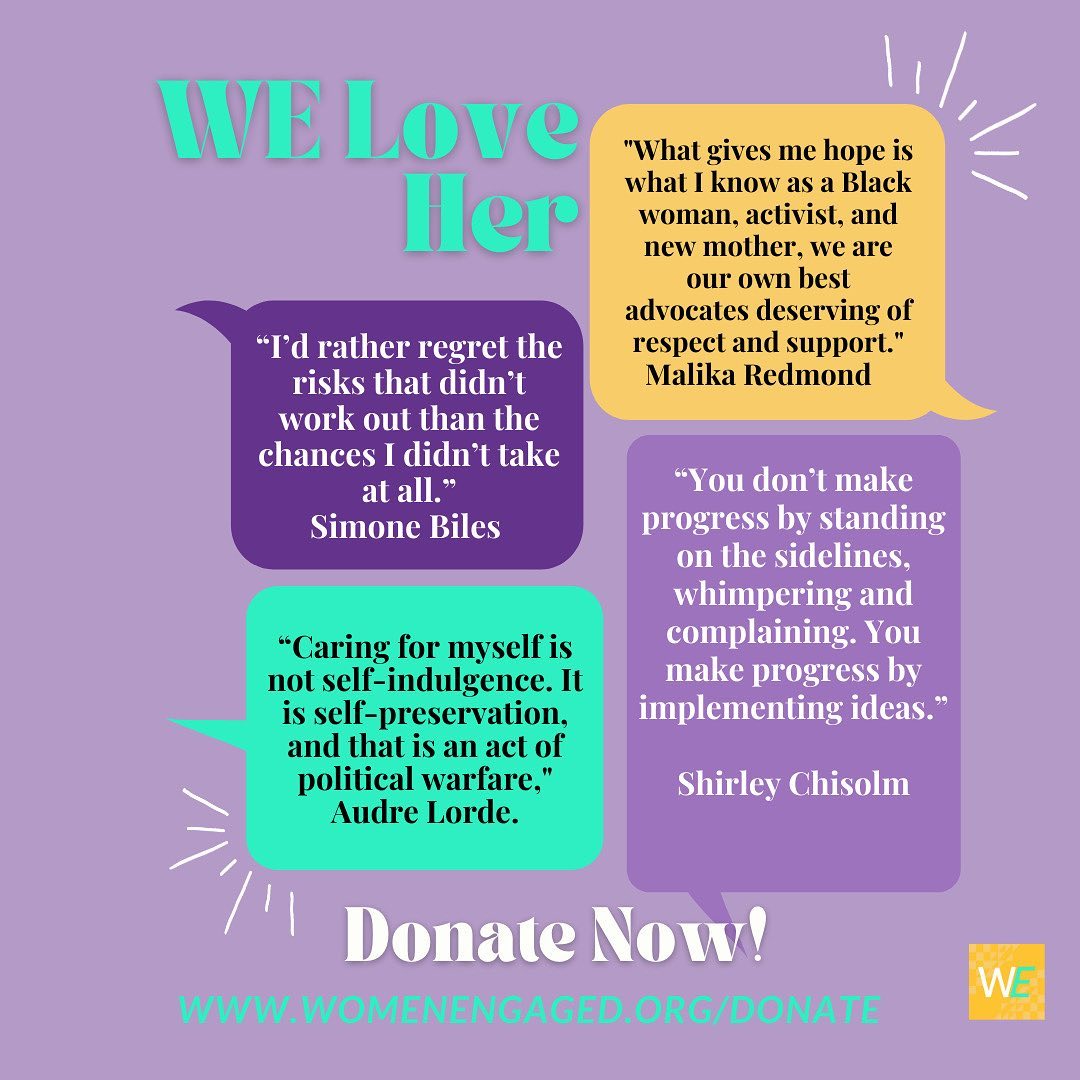 WE Love
Her
"What gives me hope is
what I know as a Black
woman, activist, and
new mother, we are
our own best
advocates deserving of
respect and support."
Malika Redmond
“I’d rather regret the
risks that didn’t
work out than the
chances I didn’t take
at all.”
Simone Biles
“You don’t make
progress by standing
on the sidelines,
whimpering and
complaining. You
make progress by
implementing ideas.”
Shirley Chisolm
“Caring for myself is
not self-indulgence. It
is self-preservation,
and that is an act of
political warfare,"
Audre Lorde.
Donate Now!
WWW.WOMENENGAGED.ORG/DONATE
WE